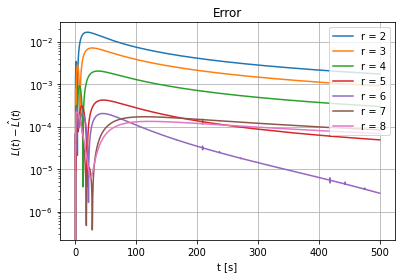 Error
10⁻²
10⁻³
10⁻⁴
10⁻⁵
10⁻⁶
L(t) − L̂(t)
0 100 200 300 400 500
t [s]
r = 2
r = 3
r = 4
r = 5
r = 6
r = 7
r = 8